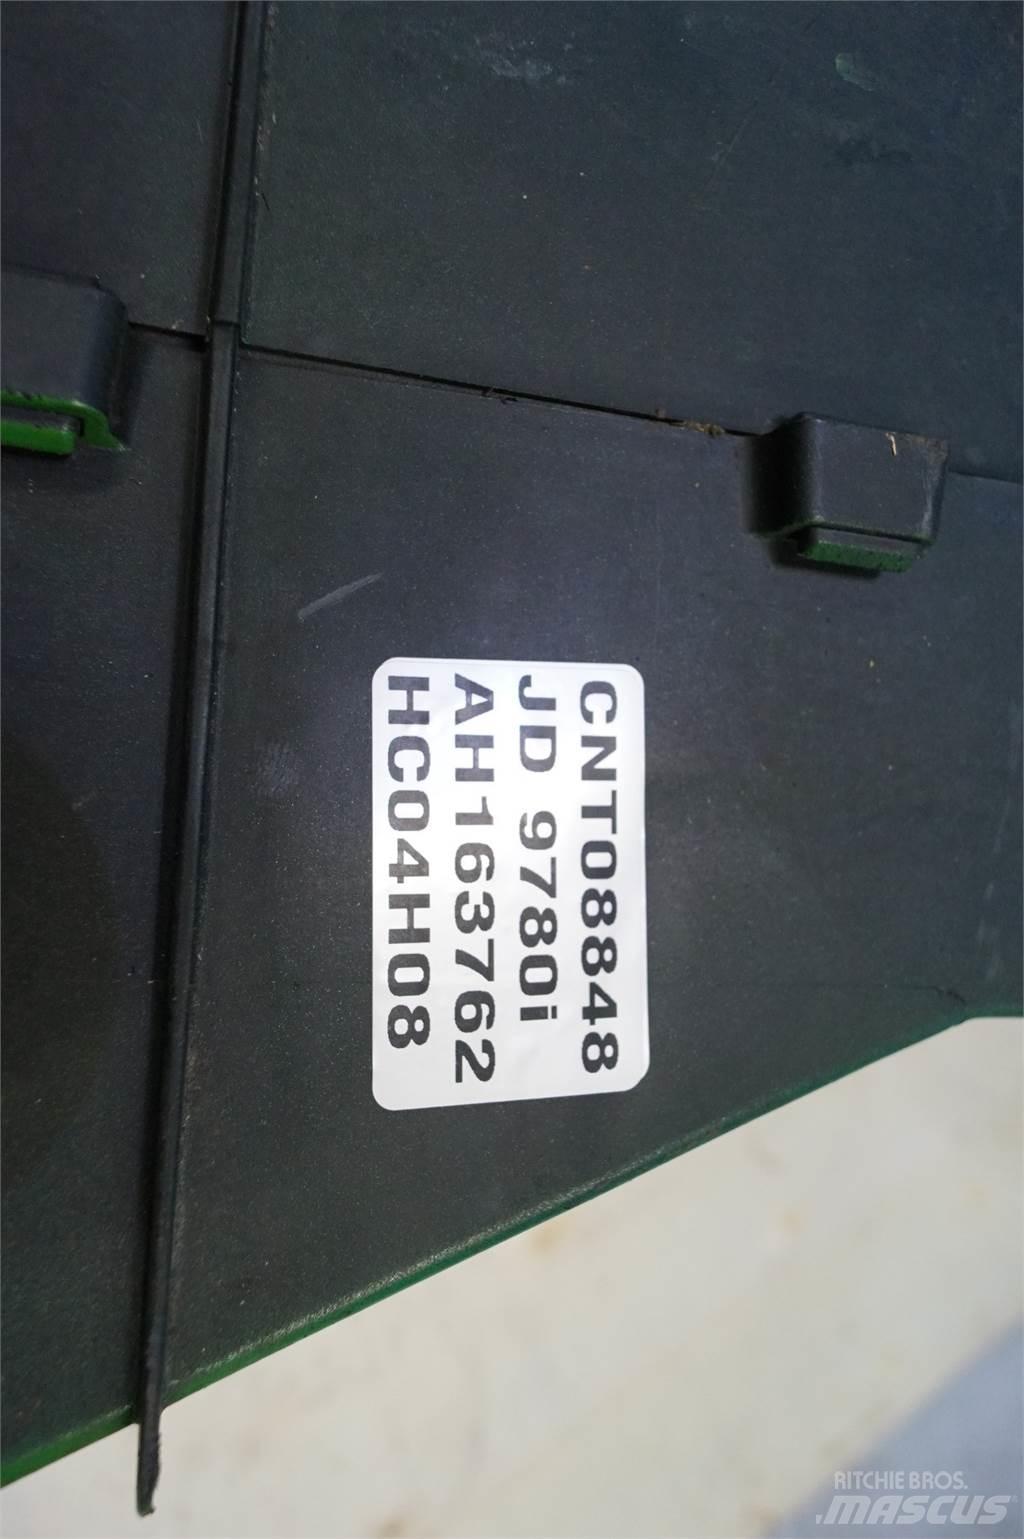 CNT08848
JD 9780i
AH163762
HC04H08
RITCHIE BROS.
MASCUS